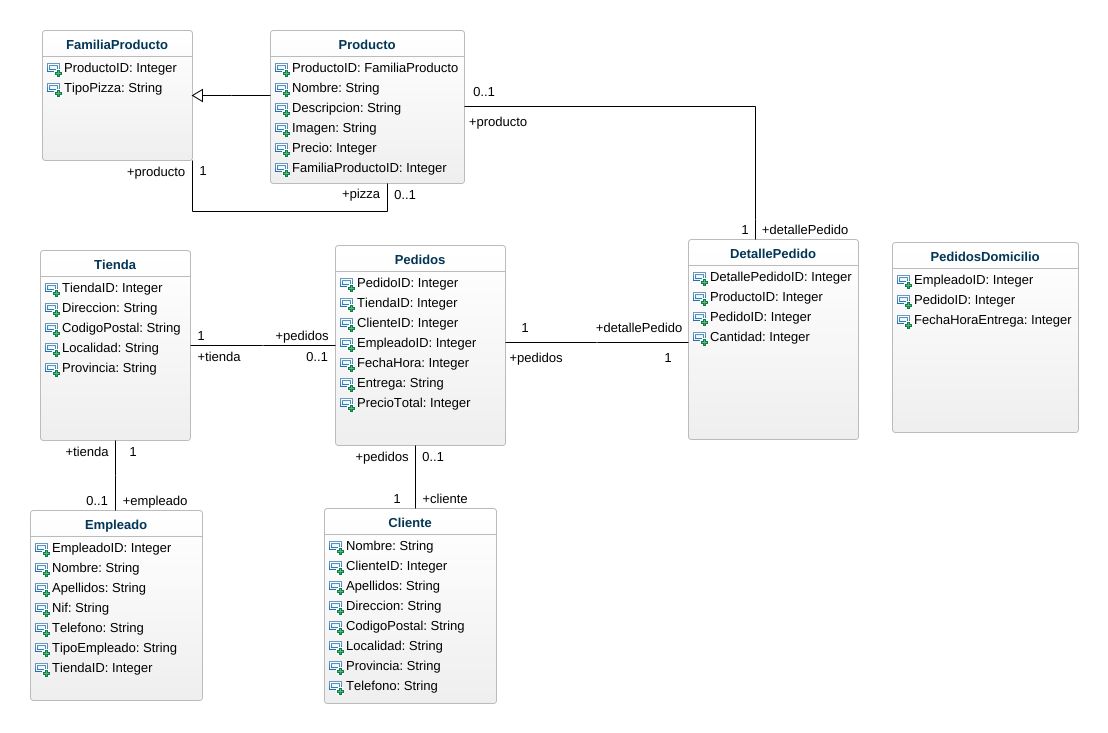 FamiliaProducto
ProductoID: Integer
TipoPizza: String
Producto
ProductoID: FamiliaProducto
Nombre: String
Descripcion: String
Imagen: String
Precio: Integer
FamiliaProductoID: Integer
0..1
+producto
+producto
1
+pizza
0..1
1
+detallePedido
Tienda
TiendaID: Integer
Direccion: String
CodigoPostal: String
Localidad: String
Provincia: String
1
+tienda
+pedidos
0..1
Pedidos
PedidoID: Integer
TiendaID: Integer
ClienteID: Integer
EmpleadoID: Integer
FechaHora: Integer
Entrega: String
PrecioTotal: Integer
1
+pedidos
+detallePedido
1
DetallePedido
DetallePedidoID: Integer
ProductoID: Integer
PedidoID: Integer
Cantidad: Integer
PedidosDomicilio
EmpleadoID: Integer
PedidoID: Integer
FechaHoraEntrega: Integer
+tienda
1
0..1
+empleado
+pedidos
0..1
1
+cliente
Empleado
EmpleadoID: Integer
Nombre: String
Apellidos: String
Nif: String
Telefono: String
TipoEmpleado: String
TiendaID: Integer
Cliente
Nombre: String
ClienteID: Integer
Apellidos: String
Direccion: String
CodigoPostal: String
Localidad: String
Provincia: String
Telefono: String